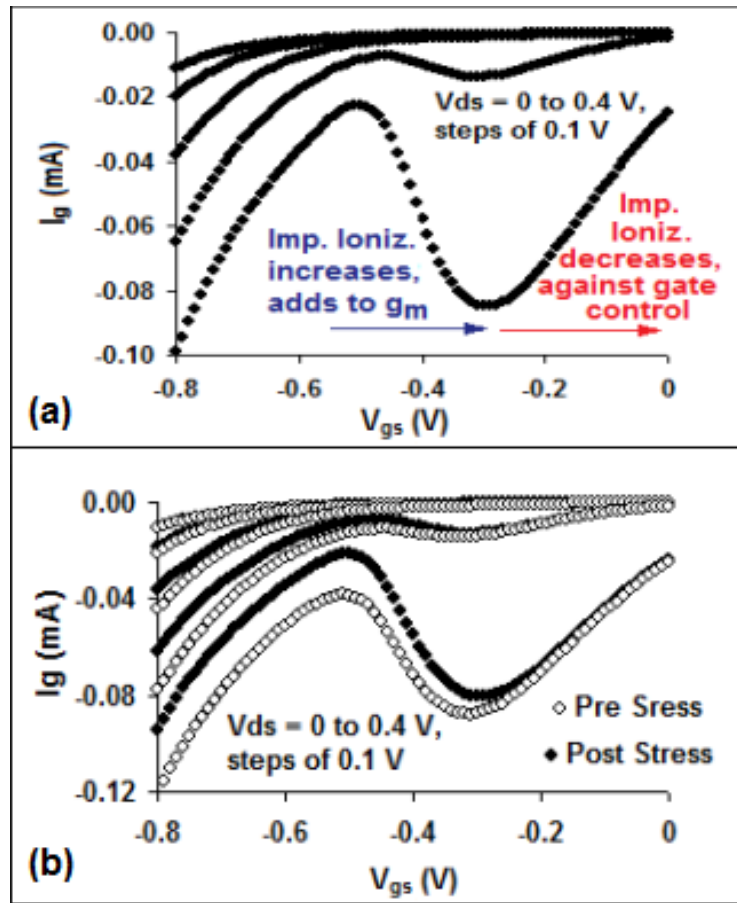 0.00
-0.02
-0.04
-0.06
-0.08
-0.10
Ig (mA)
Vds = 0 to 0.4 V,
steps of 0.1 V
Imp. Ioniz.
increases,
adds to gm
Imp.
Ioniz.
decreases,
against gate
control
-0.8 -0.6 -0.4 -0.2 0
Vgs (V)
(a)
0.00
-0.04
-0.08
-0.12
Ig (mA)
Vds = 0 to 0.4 V,
steps of 0.1 V
Pre Sress
Post Stress
-0.8 -0.6 -0.4 -0.2 0
Vgs (V)
(b)